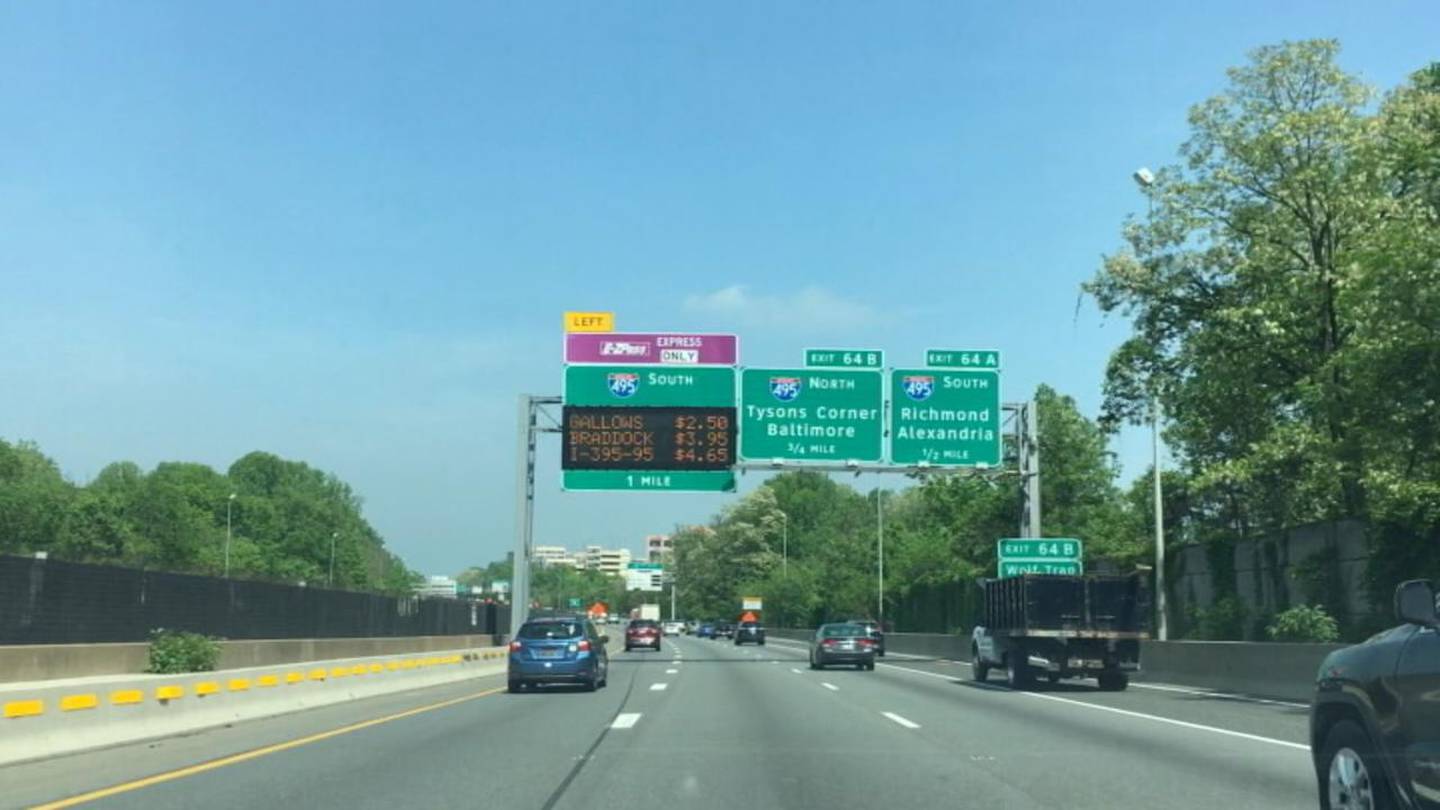 LEFT
E-ZPass EXPRESS
ONLY
495 SOUTH
GALLOWS $2.50
BRADDOCK $3.95
I-395-95 $4.65
1 MILE
EXIT 64 B
495 NORTH
Tysons Corner
Baltimore
3/4 MILE
EXIT 64 A
495 SOUTH
Richmond
Alexandria
1/2 MILE
EXIT 64 B
Wolf Trap